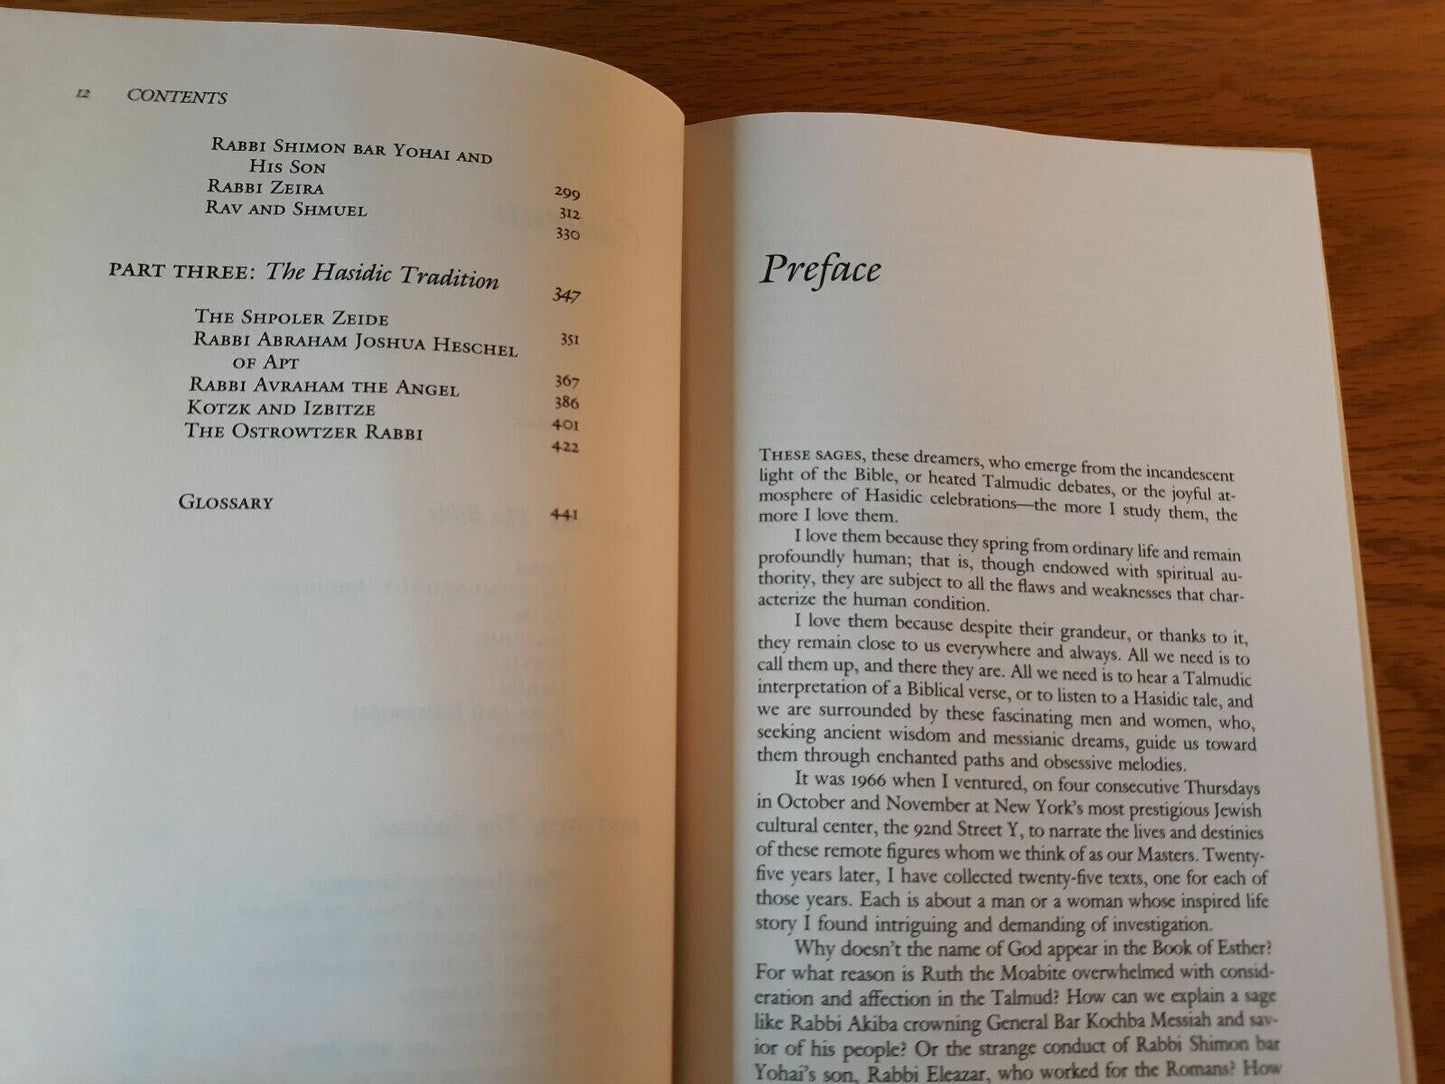 12 CONTENTS
RABBI SHIMON BAR YOHAI AND
HIS SON 299
RABBI ZEIRA 312
RAV AND SHMUEL 330
PART THREE: The Hasidic Tradition 347
THE SHPOLER ZEIDE 351
RABBI ABRAHAM JOSHUA HESCHEL
OF APT 367
RABBI AVRAHAM THE ANGEL 386
KOTZK AND IZBITZE 401
THE OSTROWTZER RABBI 422
GLOSSARY 441
Preface
THESE SAGES, these dreamers, who emerge from the incandescent
light of the Bible, or heated Talmudic debates, or the joyful at-
mosphere of Hasidic celebrations—the more I study them, the
more I love them.
I love them because they spring from ordinary life and remain
profoundly human; that is, though endowed with spiritual au-
thority, they are subject to all the flaws and weaknesses that char-
acterize the human condition.
I love them because despite their grandeur, or thanks to it,
they remain close to us everywhere and always. All we need is to
call them up, and there they are. All we need is to hear a Talmudic
interpretation of a Biblical verse, or to listen to a Hasidic tale, and
we are surrounded by these fascinating men and women, who,
seeking ancient wisdom and messianic dreams, guide us toward
them through enchanted paths and obsessive melodies.
It was 1966 when I ventured, on four consecutive Thursdays
in October and November at New York's most prestigious Jewish
cultural center, the 92nd Street Y, to narrate the lives and destinies
of these remote figures whom we think of as our Masters. Twenty-
five years later, I have collected twenty-five texts, one for each of
those years. Each is about a man or a woman whose inspired life
story I found intriguing and demanding of investigation.
Why doesn't the name of God appear in the Book of Esther?
For what reason is Ruth the Moabite overwhelmed with consid-
eration and affection in the Talmud? How can we explain a sage
like Rabbi Akiba crowning General Bar Kochba Messiah and sav-
ior of his people? Or the strange conduct of Rabbi Shimon bar
Yohai's son, Rabbi Eleazar, who worked for the Romans? How